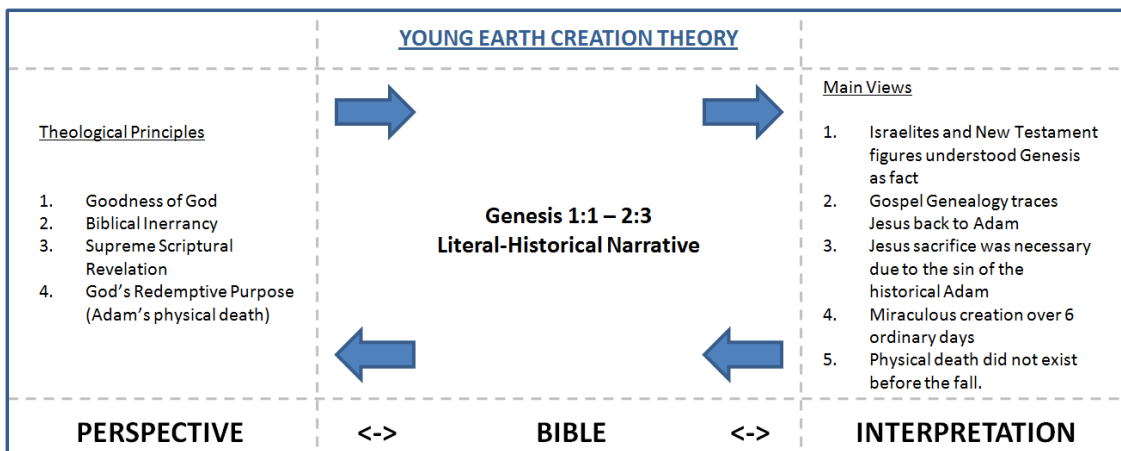 YOUNG EARTH CREATION THEORY
Theological Principles
1. Goodness of God
2. Biblical Inerrancy
3. Supreme Scriptural
Revelation
4. God’s Redemptive Purpose
(Adam’s physical death)
Genesis 1:1 – 2:3
Literal-Historical Narrative
Main Views
1. Israelites and New Testament
figures understood Genesis
as fact
2. Gospel Genealogy traces
Jesus back to Adam
3. Jesus sacrifice was necessary
due to the sin of the
historical Adam
4. Miraculous creation over 6
ordinary days
5. Physical death did not exist
before the fall.
PERSPECTIVE <-> BIBLE <-> INTERPRETATION